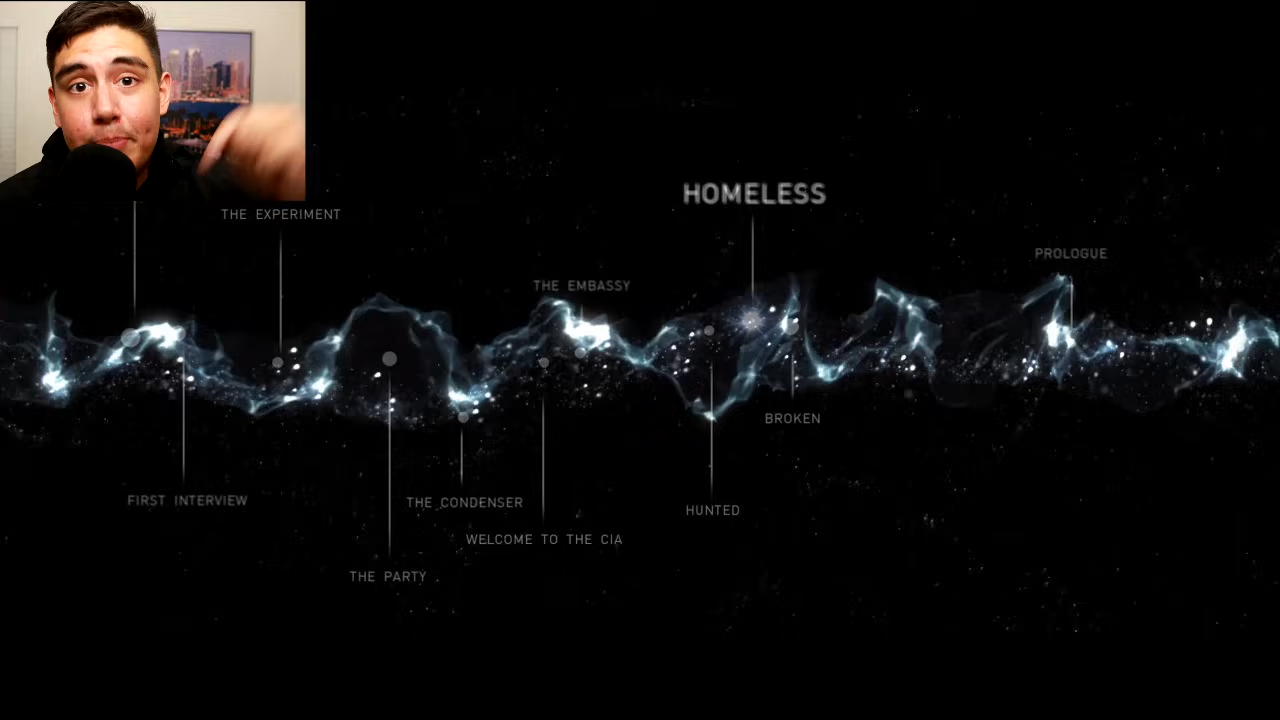 HOMELESS
THE EXPERIMENT
PROLOGUE
THE EMBASSY
BROKEN
FIRST INTERVIEW
THE CONDENSER
HUNTED
WELCOME TO THE CIA
THE PARTY